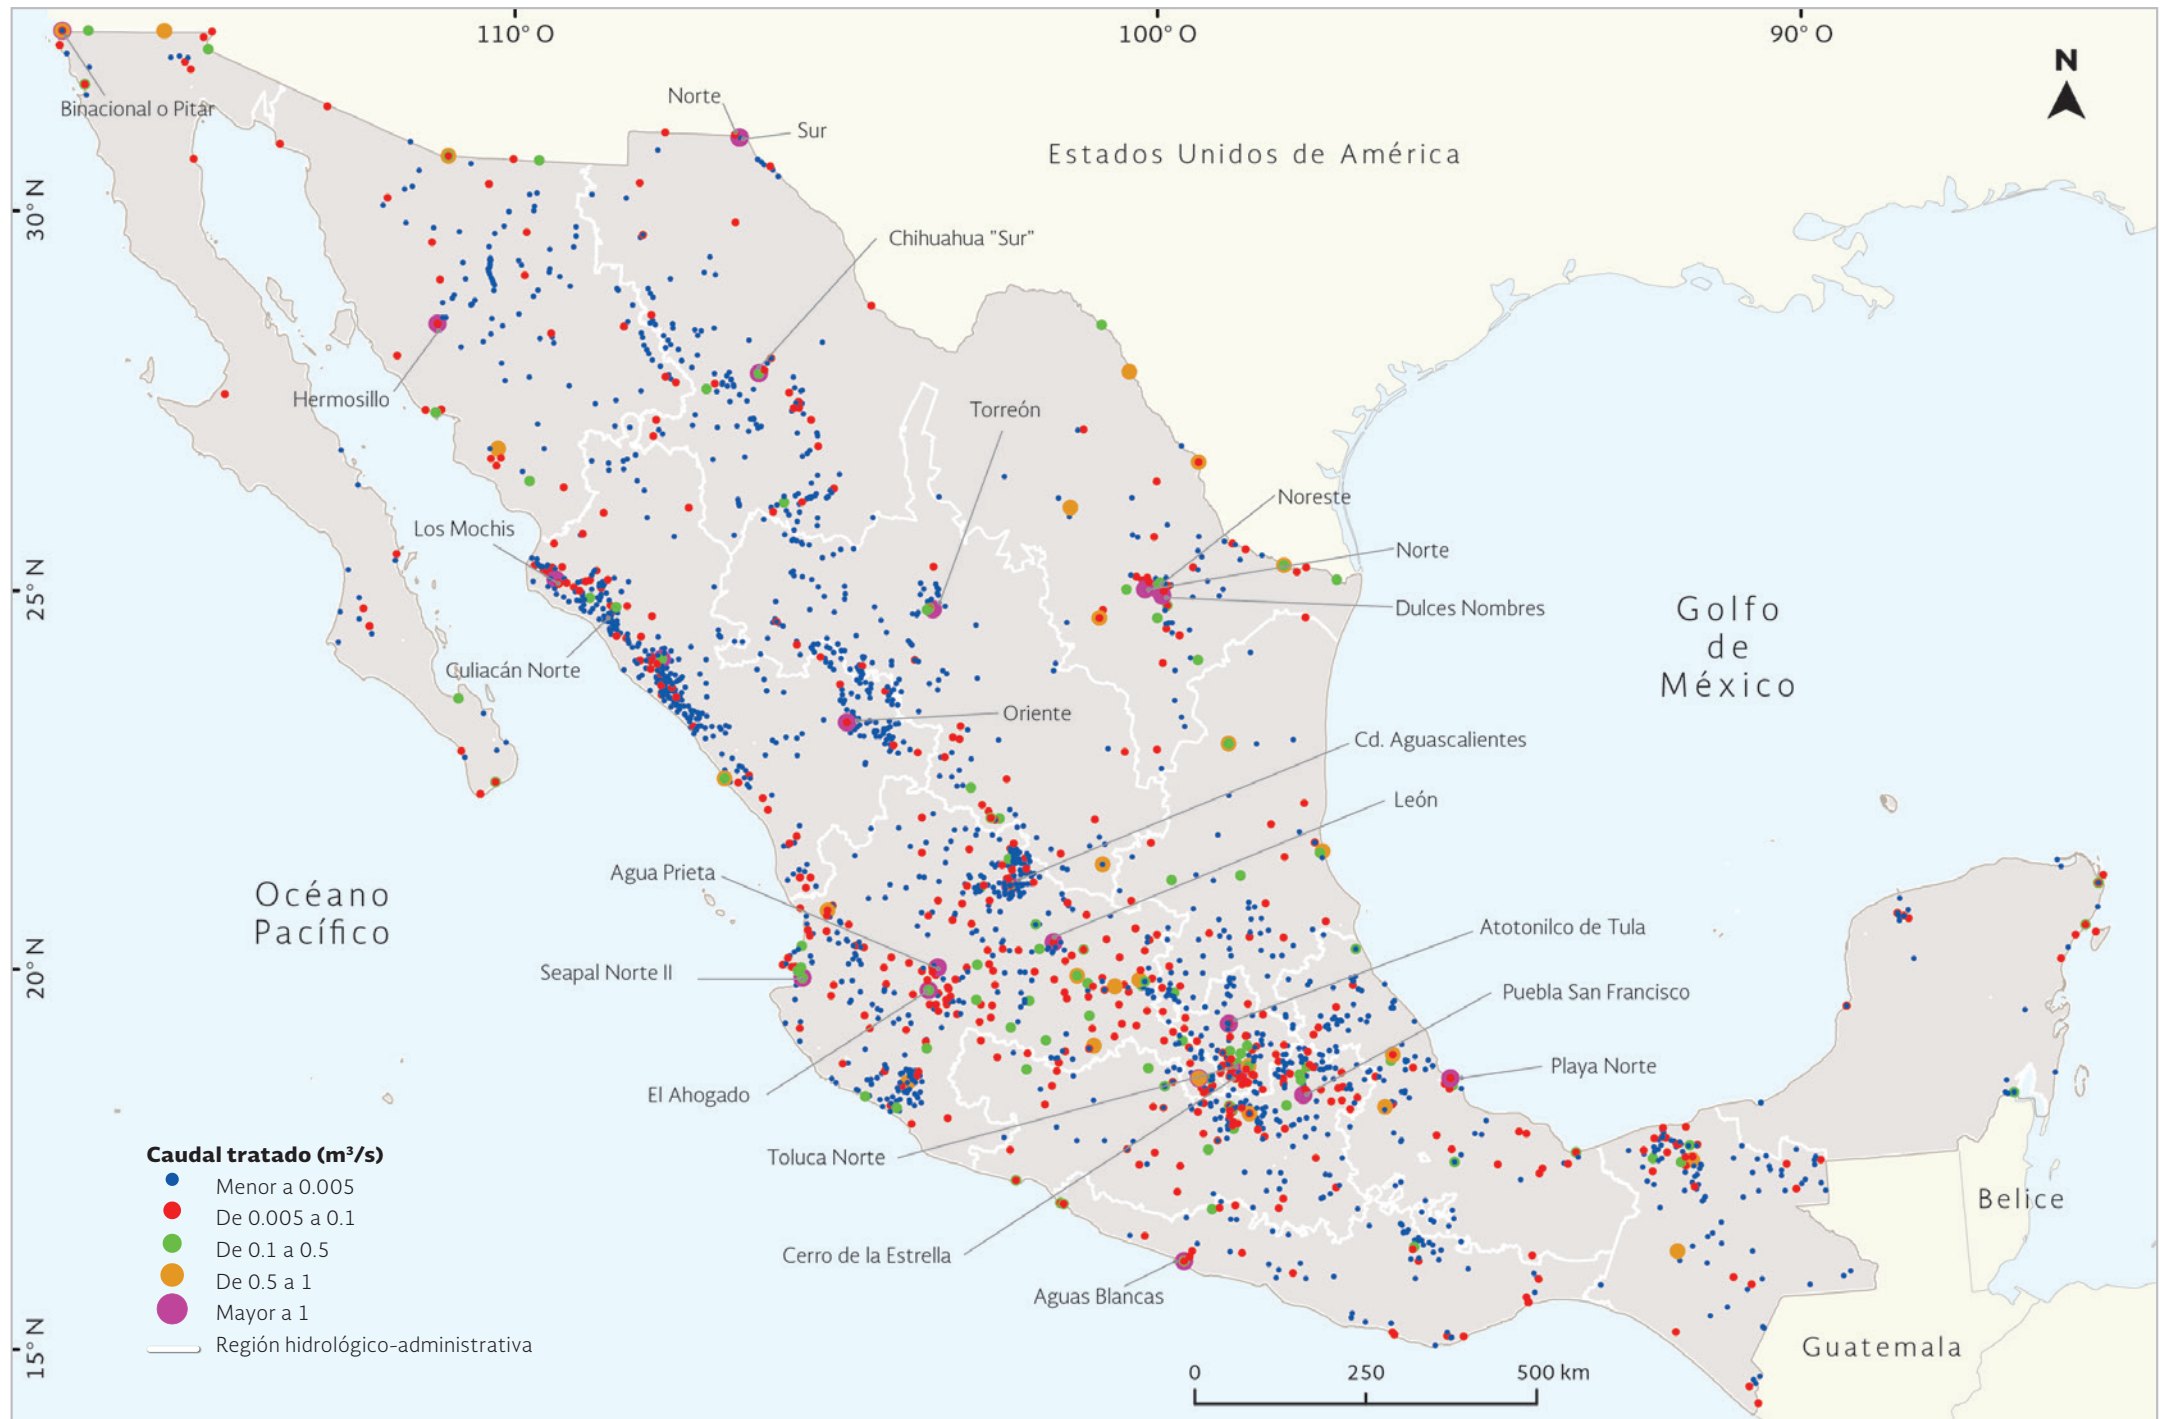 110° O
100° O
90° O
N
Binacional o Pitar
Norte
Sur
Estados Unidos de América
30° N
Chihuahua "Sur"
Hermosillo
Torreón
Noreste
Los Mochis
Norte
25° N
Dulces Nombres
Golfo
de
México
Culiacán Norte
Oriente
Cd. Aguascalientes
León
Agua Prieta
Océano
Pacífico
Atotonilco de Tula
20° N
Seapal Norte II
Puebla San Francisco
Playa Norte
El Ahogado
Toluca Norte
Caudal tratado (m³/s)
Menor a 0.005
De 0.005 a 0.1
De 0.1 a 0.5
De 0.5 a 1
Mayor a 1
Región hidrológico-administrativa
Belice
Cerro de la Estrella
Aguas Blancas
15° N
Guatemala
0 250 500 km